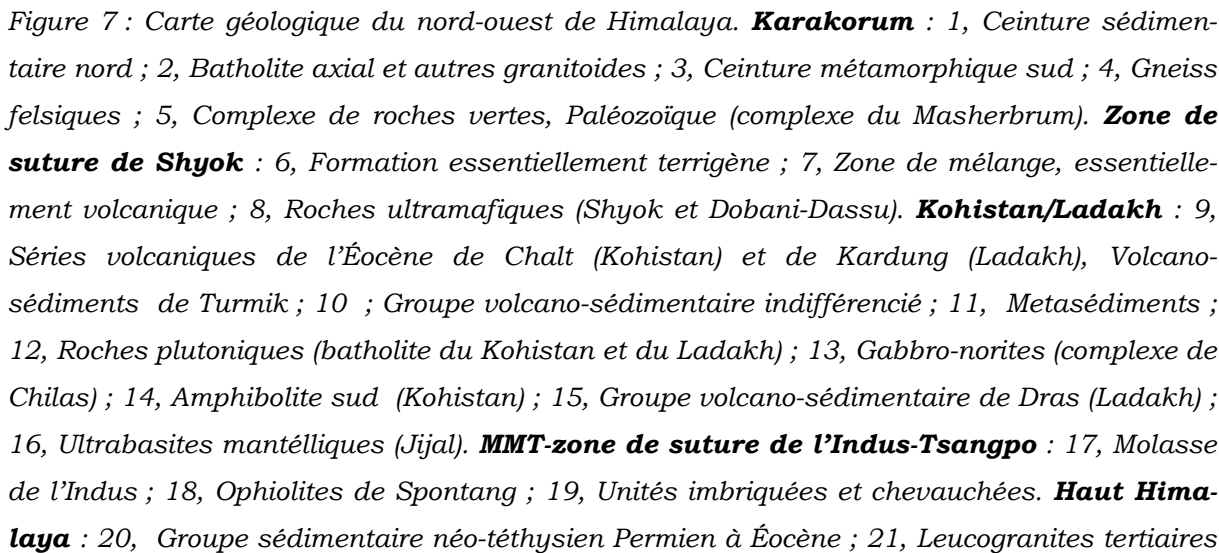 Figure 7 : Carte géologique du nord-ouest de Himalaya. Karakorum : 1, Ceinture sédimen-
taire nord ; 2, Batholite axial et autres granitoides ; 3, Ceinture métamorphique sud ; 4, Gneiss
felsiques ; 5, Complexe de roches vertes, Paléozoïque (complexe du Masherbrum). Zone de
suture de Shyok : 6, Formation essentiellement terrigène ; 7, Zone de mélange, essentielle-
ment volcanique ; 8, Roches ultramafiques (Shyok et Dobani-Dassu). Kohistan/Ladakh : 9,
Séries volcaniques de l'Éocène de Chalt (Kohistan) et de Kardung (Ladakh), Volcano-
sédiments de Turmik ; 10 ; Groupe volcano-sédimentaire indifférencié ; 11, Metasédiments ;
12, Roches plutoniques (batholite du Kohistan et du Ladakh) ; 13, Gabbro-norites (complexe de
Chilas) ; 14, Amphibolite sud (Kohistan) ; 15, Groupe volcano-sédimentaire de Dras (Ladakh) ;
16, Ultrabasites mantélliques (Jijal). MMT-zone de suture de l'Indus-Tsangpo : 17, Molasse
de l'Indus ; 18, Ophiolites de Spontang ; 19, Unités imbriquées et chevauchées. Haut Hima-
laya : 20, Groupe sédimentaire néo-téthysien Permien à Éocène ; 21, Leucogranites tertiaires